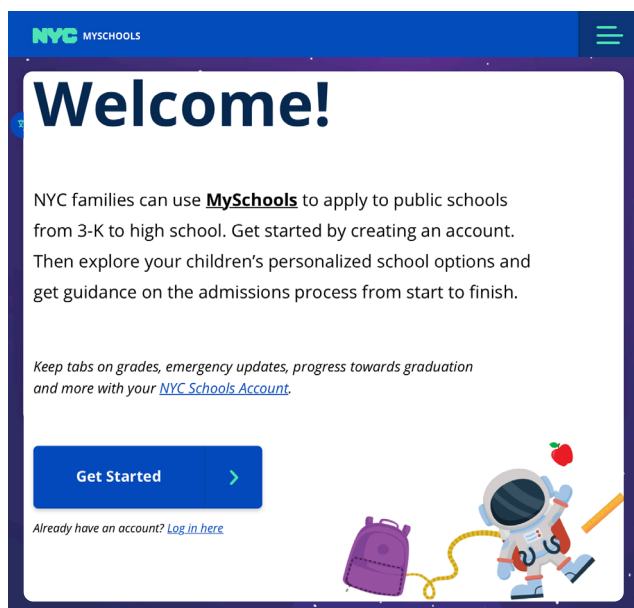 NYC MYSCHOOLS
Welcome!
NYC families can use MySchools to apply to public schools
from 3-K to high school. Get started by creating an account.
Then explore your children’s personalized school options and
get guidance on the admissions process from start to finish.
Keep tabs on grades, emergency updates, progress towards graduation
and more with your NYC Schools Account.
Get Started
Already have an account? Log in here